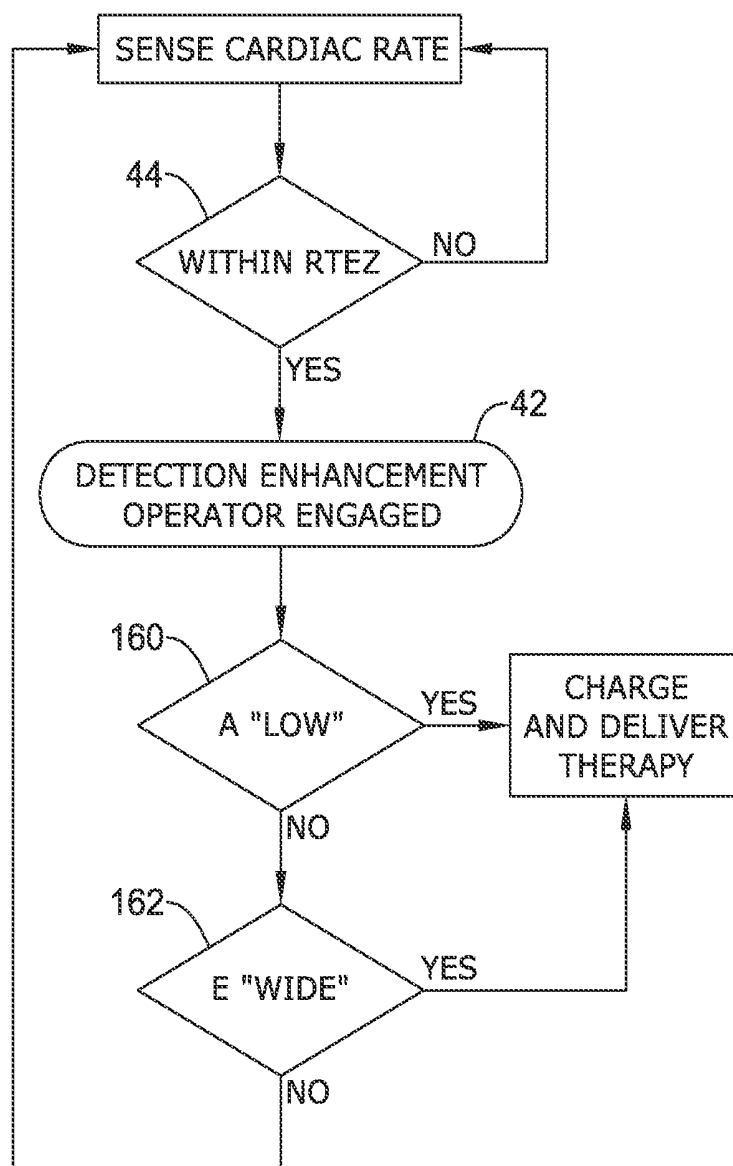 SENSE CARDIAC RATE
44
WITHIN RTEZ
NO
YES
42
DETECTION ENHANCEMENT
OPERATOR ENGAGED
160
A "LOW"
YES
CHARGE
AND DELIVER
THERAPY
NO
162
E "WIDE"
YES
NO